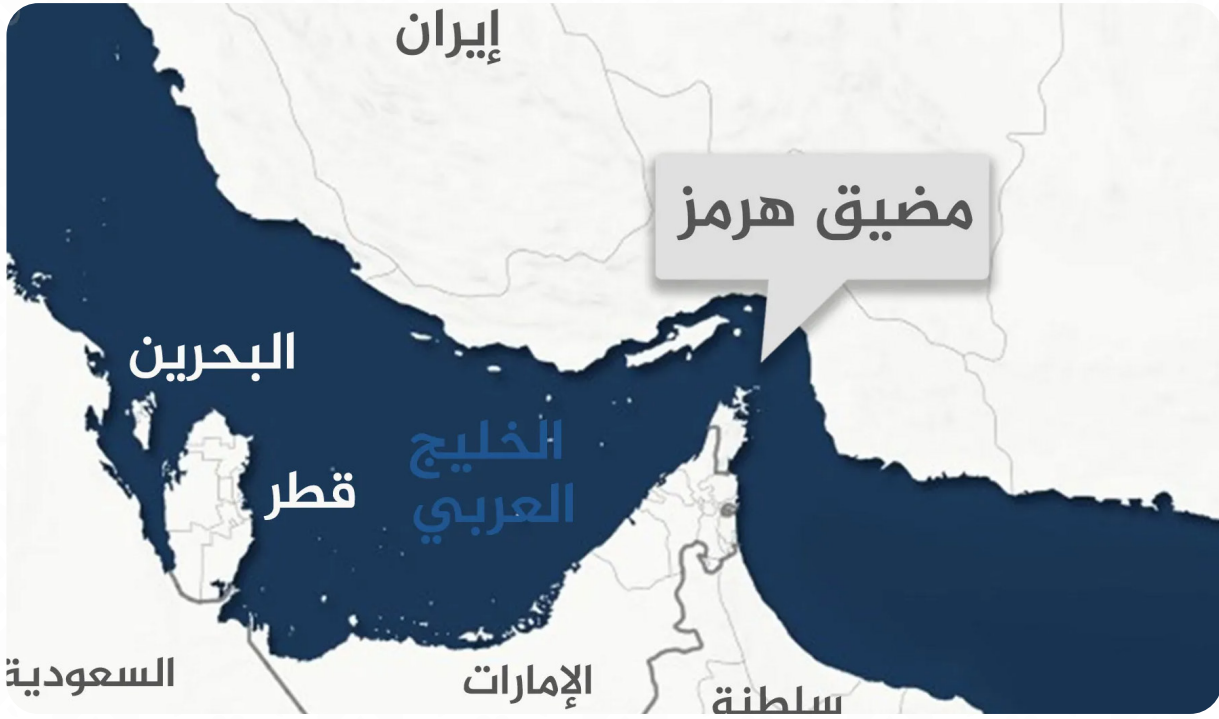 إيران
مضيق هرمز
البحرين
الخليج
العربي
قطر
السعودية
الإمارات
سلطنة